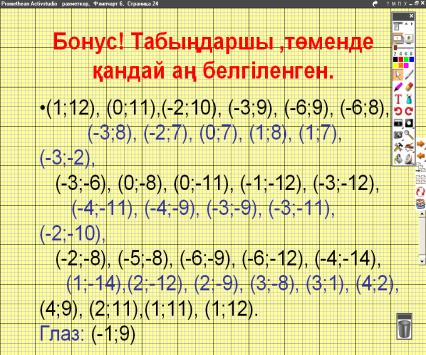 Promethean Activstudio разметкор. Флипчарт 6, Страница 24
Бонус! Табыңдаршы ,төменде
қандай аң белгіленген.
•(1;12), (0;11),(-2;10), (-3;9), (-6;9), (-6;8),
(-3;8), (-2;7), (0;7), (1;8), (1;7),
(-3;-2),
(-3;-6), (0;-8), (0;-11), (-1;-12), (-3;-12),
(-4;-11), (-4;-9), (-3;-9), (-3;-11),
(-2;-10),
(-2;-8), (-5;-8), (-6;-9), (-6;-12), (-4;-14),
(1;-14),(2;-12), (2;-9), (3;-8), (3;1), (4;2),
(4;9), (2;11),(1;11), (1;12).
Глаз: (-1;9)